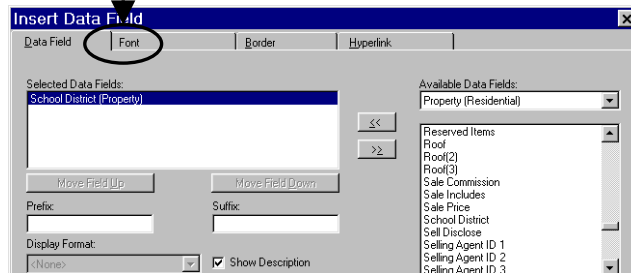 Insert Data Field
Data Field Font Border Hyperlink
Selected Data Fields:
School District (Property)
<<
>>
Move Field Up Move Field Down
Prefix: Suffix:
Display Format:
<None> Show Description
Available Data Fields:
Property (Residential)
Reserved Items
Roof
Roof(2)
Roof(3)
Sale Commission
Sale Includes
Sale Price
School District
Sell Disclose
Selling Agent ID 1
Selling Agent ID 2
Selling Agent ID 3